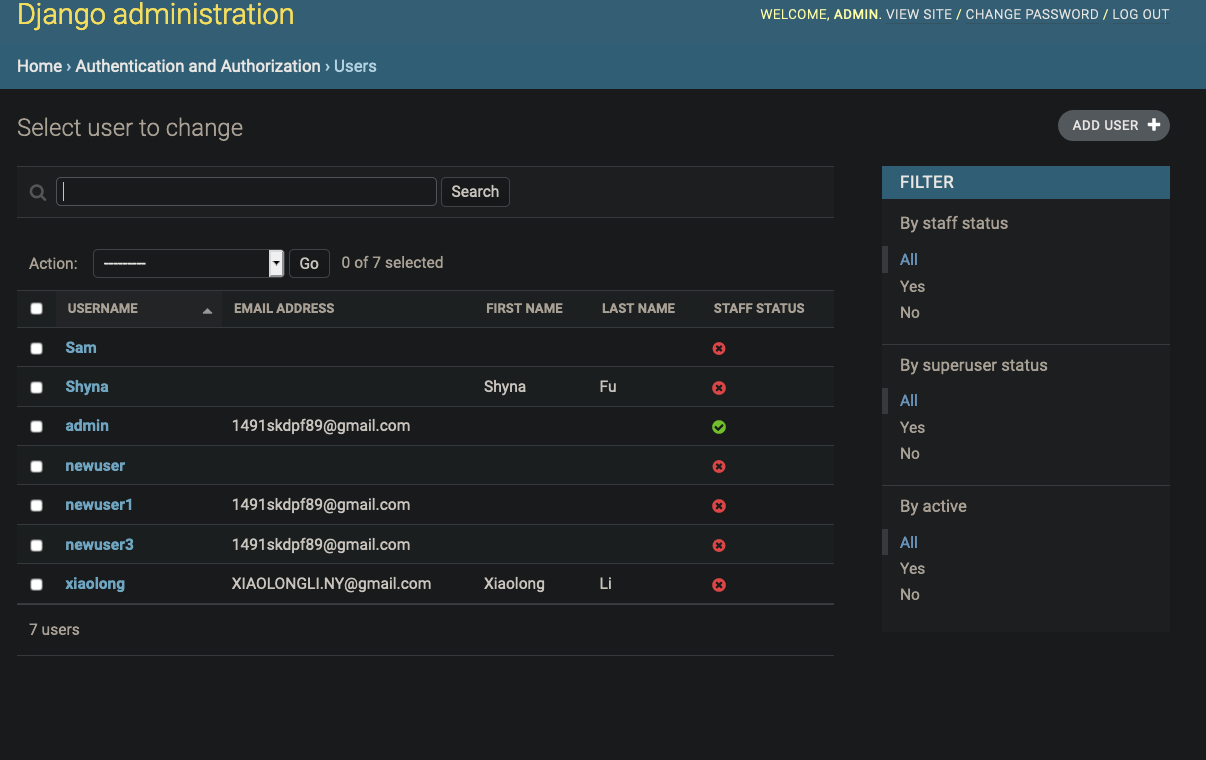 Django administration
WELCOME, ADMIN. VIEW SITE / CHANGE PASSWORD / LOG OUT
Home › Authentication and Authorization › Users
Select user to change
ADD USER
Search
Action: --------- Go 0 of 7 selected
USERNAME EMAIL ADDRESS FIRST NAME LAST NAME STAFF STATUS
Sam
Shyna Shyna Fu
admin 1491skdpf89@gmail.com
newuser
newuser1 1491skdpf89@gmail.com
newuser3 1491skdpf89@gmail.com
xiaolong XIAOLONGLI.NY@gmail.com Xiaolong Li
7 users
FILTER
By staff status
All
Yes
No
By superuser status
All
Yes
No
By active
All
Yes
No